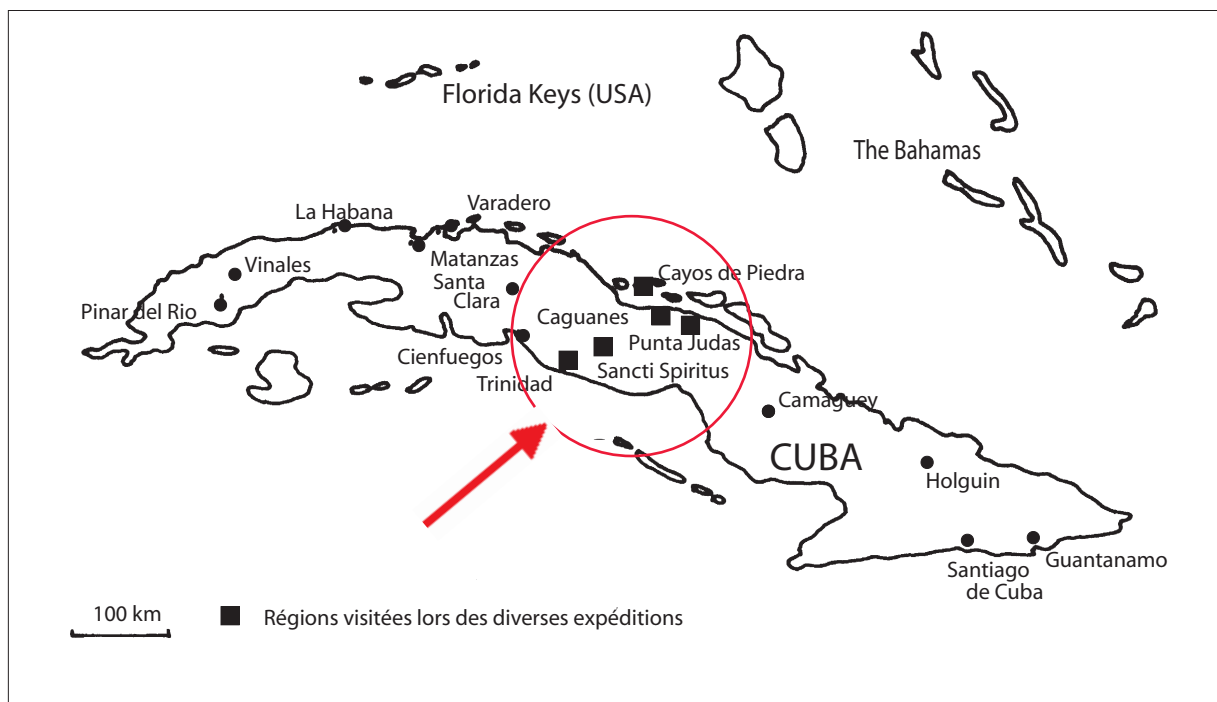 Florida Keys (USA)
The Bahamas
La Habana
Varadero
Matanzas
Vinales
Santa
Clara
Pinar del Rio
Cayos de Piedra
Caguanes
Punta Judas
Cienfuegos
Sancti Spiritus
Trinidad
Camaguey
CUBA
Holguin
Guantanamo
Santiago
de Cuba
100 km
Régions visitées lors des diverses expéditions